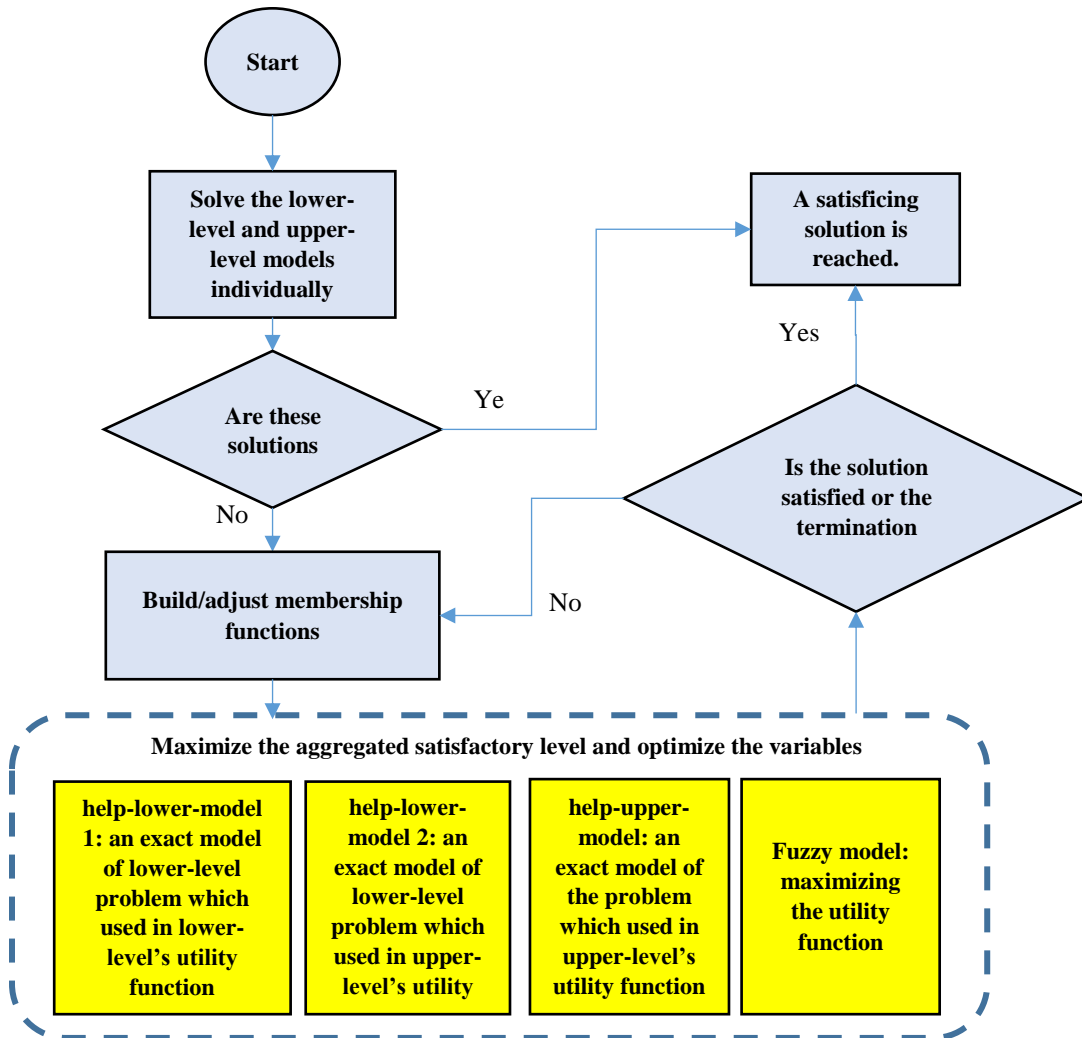 Start
Solve the lower-
level and upper-
level models
individually
A satisficing
solution is
reached.
Yes
Ye
Are these
solutions
Is the solution
satisfied or the
termination
No
No
Build/adjust membership
functions
Maximize the aggregated satisfactory level and optimize the variables
help-lower-model
1: an exact model
of lower-level
problem which
used in lower-
level’s utility
function
help-lower-
model 2: an
exact model of
lower-level
problem which
used in upper-
level’s utility
help-upper-
model: an
exact model of
the problem
which used in
upper-level’s
utility function
Fuzzy model:
maximizing
the utility
function